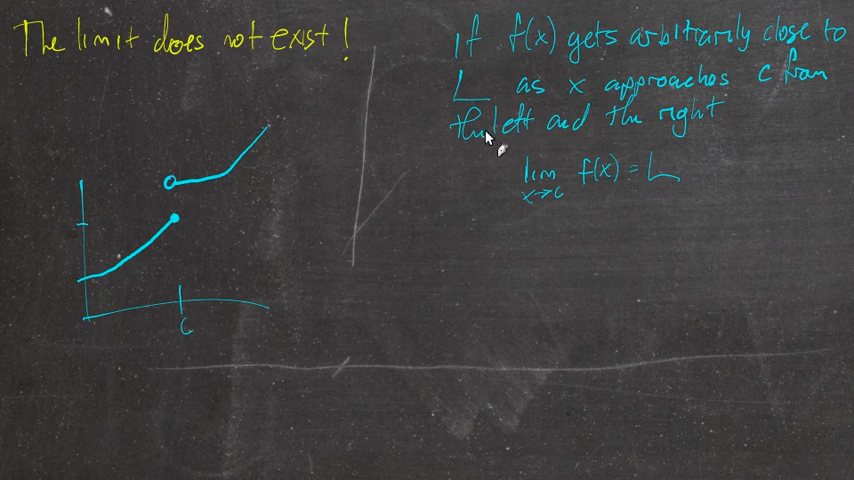 The limit does not exist!
If f(x) gets arbitrarily close to
L as x approaches c from
the left and the right
lim f(x) = L
x→c
c